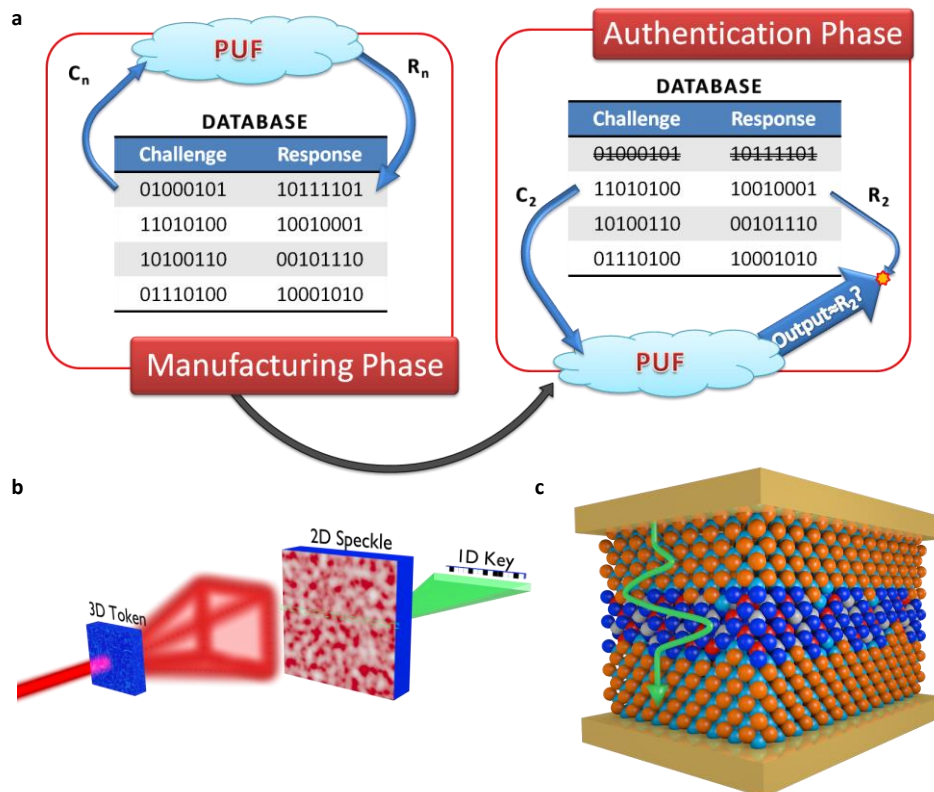 a
PUF
Cn
Rn
DATABASE
Challenge Response
01000101 10111101
11010100 10010001
10100110 00101110
01110100 10001010
Manufacturing Phase
Authentication Phase
DATABASE
Challenge Response
01000101 10111101
11010100 10010001
10100110 00101110
01110100 10001010
C2
R2
Output≈R2?
PUF
b
3D Token
2D Speckle
1D Key
c